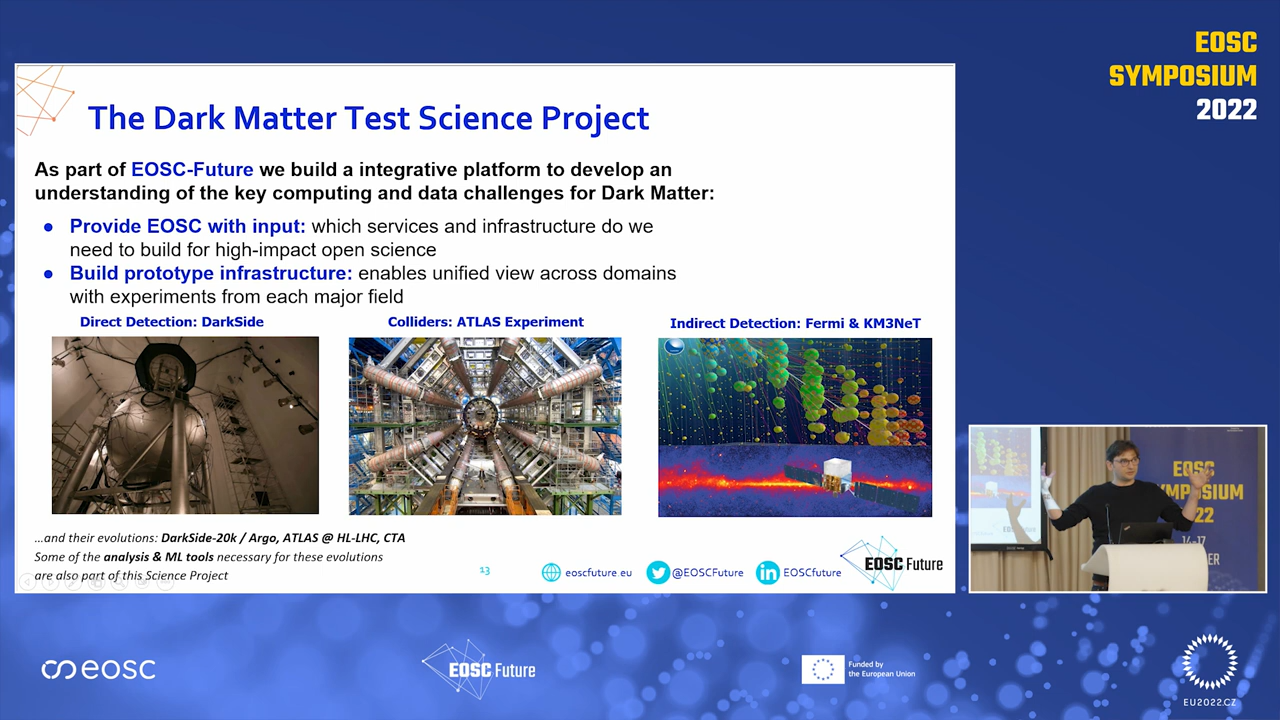 EOSC
SYMPOSIUM
2022
The Dark Matter Test Science Project
As part of EOSC-Future we build a integrative platform to develop an
understanding of the key computing and data challenges for Dark Matter:
● Provide EOSC with input: which services and infrastructure do we
need to build for high-impact open science
● Build prototype infrastructure: enables unified view across domains
with experiments from each major field
Direct Detection: DarkSide
Colliders: ATLAS Experiment
Indirect Detection: Fermi & KM3NeT
...and their evolutions: DarkSide-20k / Argo, ATLAS @ HL-LHC, CTA
Some of the analysis & ML tools necessary for these evolutions
are also part of this Science Project
13
eoscfuture.eu
@EOSCFuture
EOSCfuture
EOSC Future
EOSC
SYMPOSIUM
22
14-17
eosc
EOSC Future
Funded by
the European Union
EU2022.CZ